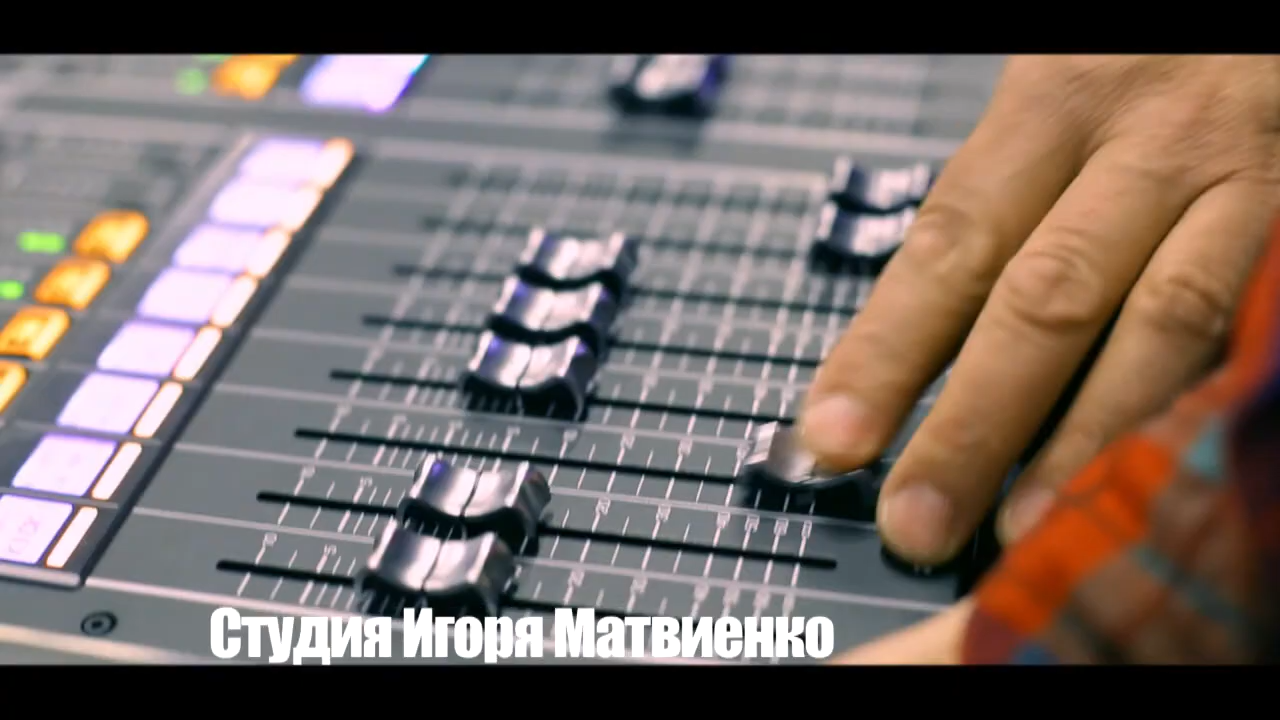 Студия Игоря Матвиенко